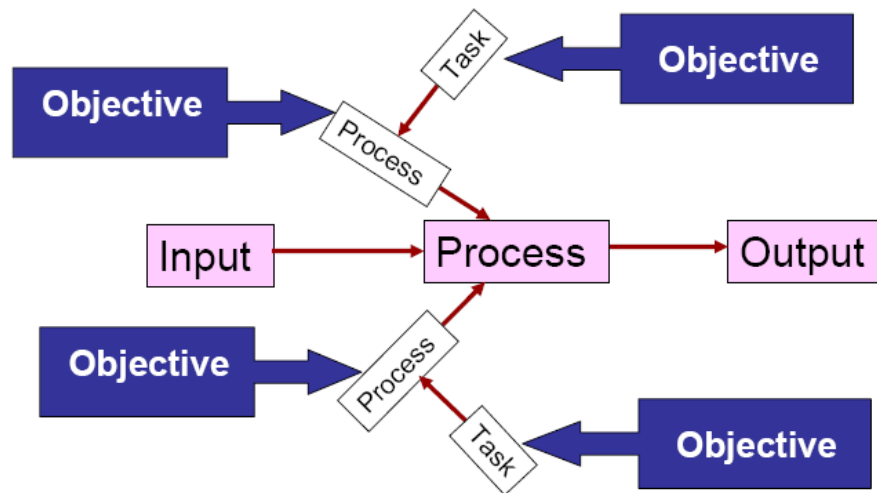 Task
Objective
Objective
Process
Input
Process
Output
Objective
Process
Task
Objective